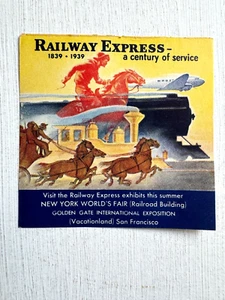 RAILWAY EXPRESS–
1839 • 1939 a century of service
Visit the Railway Express exhibits this summer
NEW YORK WORLD'S FAIR (Railroad Building)
GOLDEN GATE INTERNATIONAL EXPOSITION
(Vacationland) San Francisco